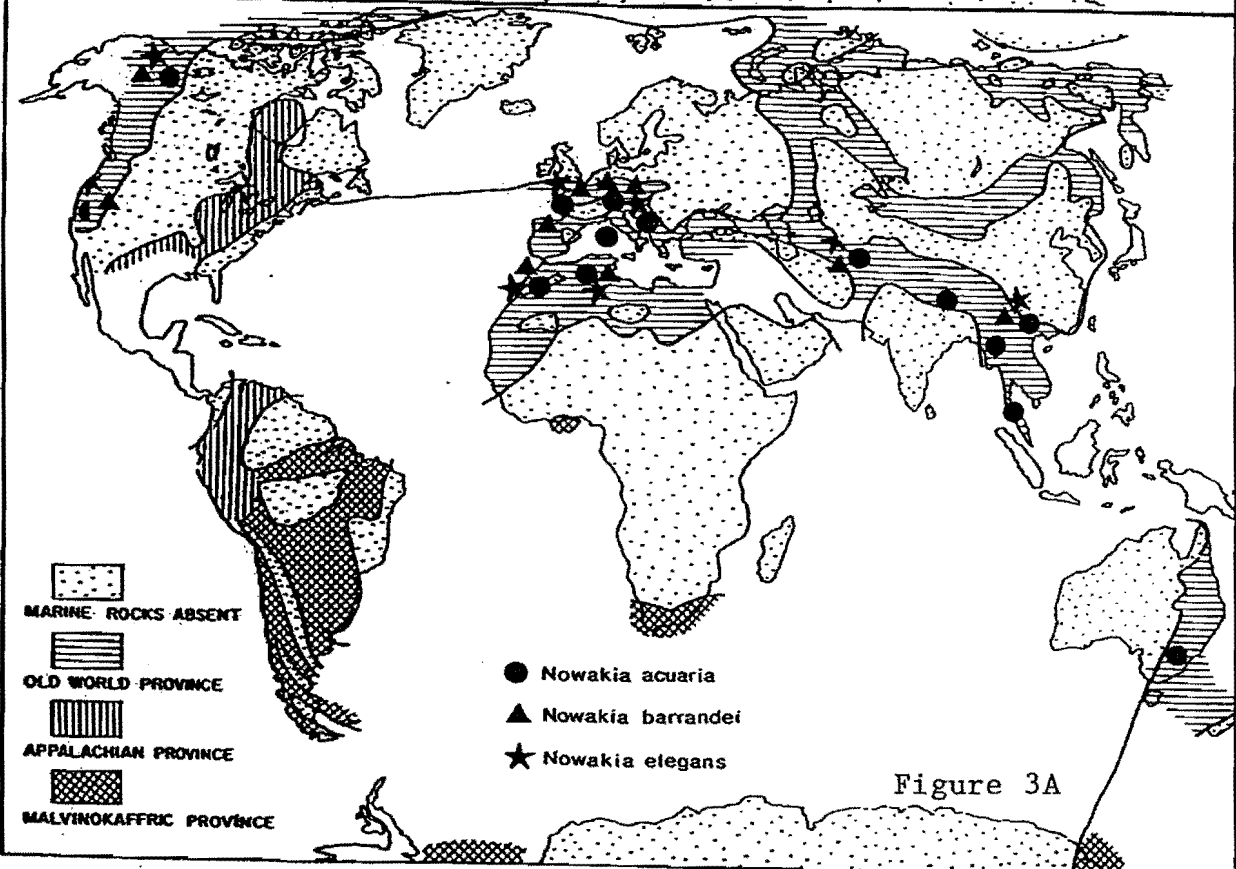 MARINE ROCKS ABSENT
OLD WORLD PROVINCE
APPALACHIAN PROVINCE
MALVINOKAFFRIC PROVINCE
Nowakia acuaria
Nowakia barrandei
Nowakia elegans
Figure 3A